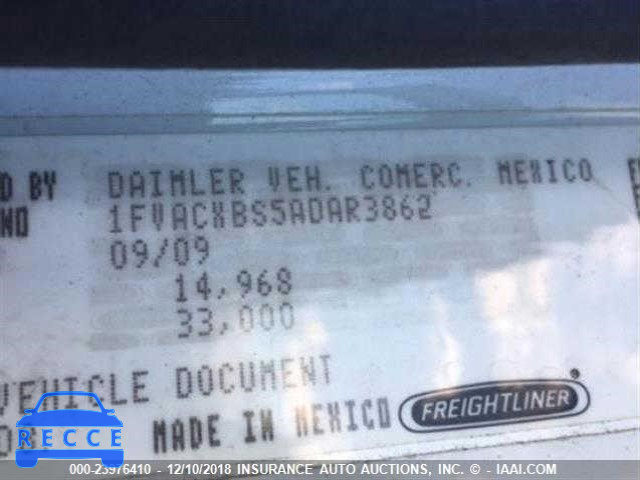 D BY DAIMLER VEH. COMERC. MEXICO
NO 1FVACXBS5ADAR3862
09/09
14,968
33,000
VEHICLE DOCUMENT
MADE IN MEXICO FREIGHTLINER
RECCE
000-23976410 - 12/10/2018 INSURANCE AUTO AUCTIONS, INC. © - IAAI.COM